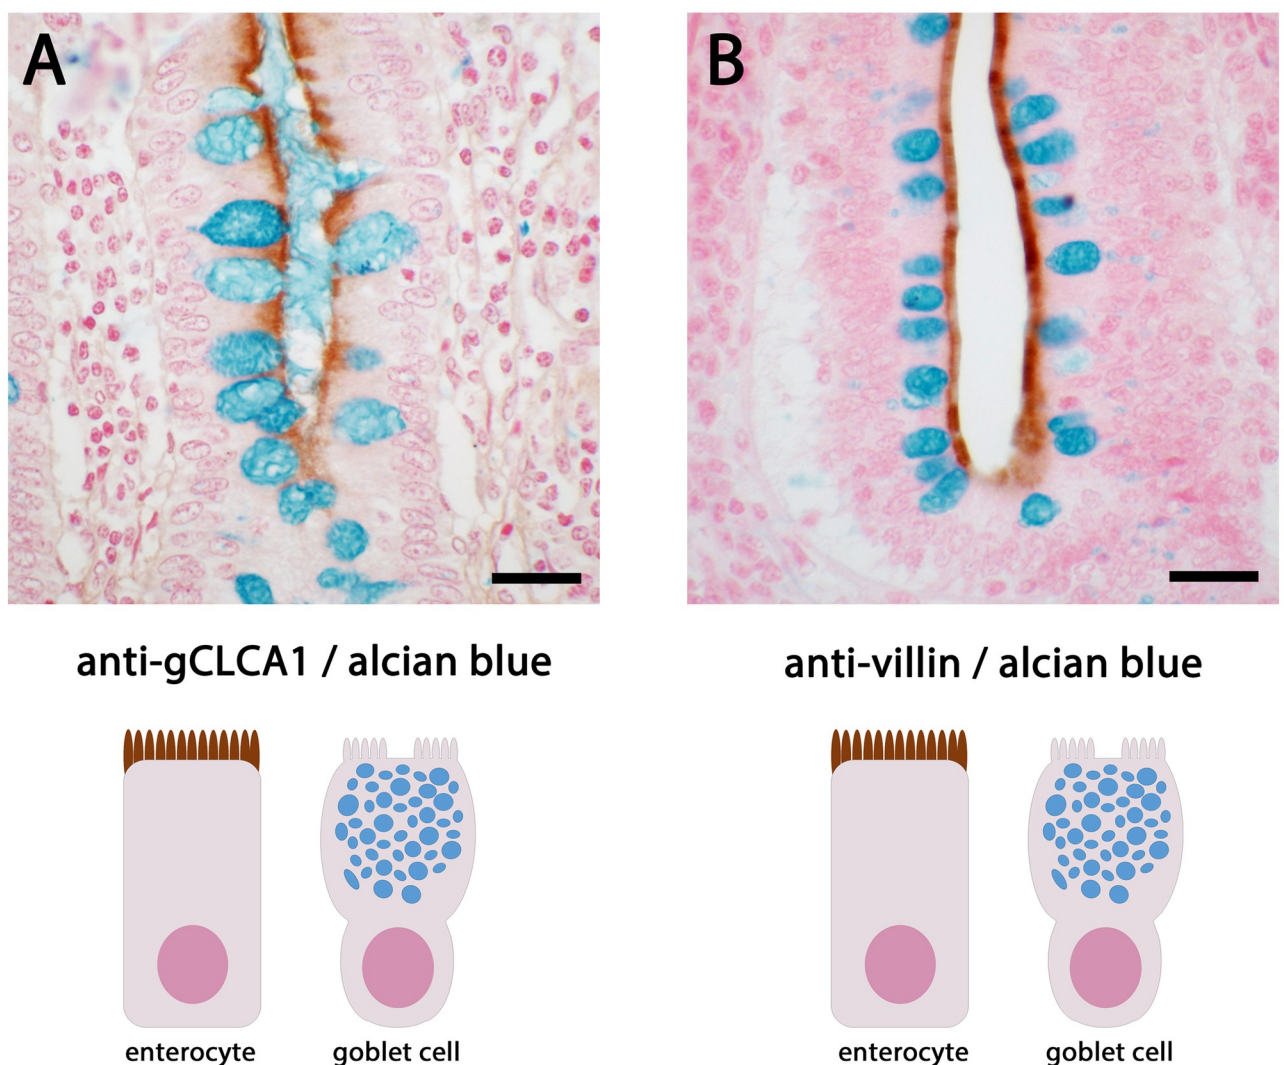 A
B
anti-gCLCA1 / alcian blue
anti-villin / alcian blue
enterocyte
goblet cell
enterocyte
goblet cell